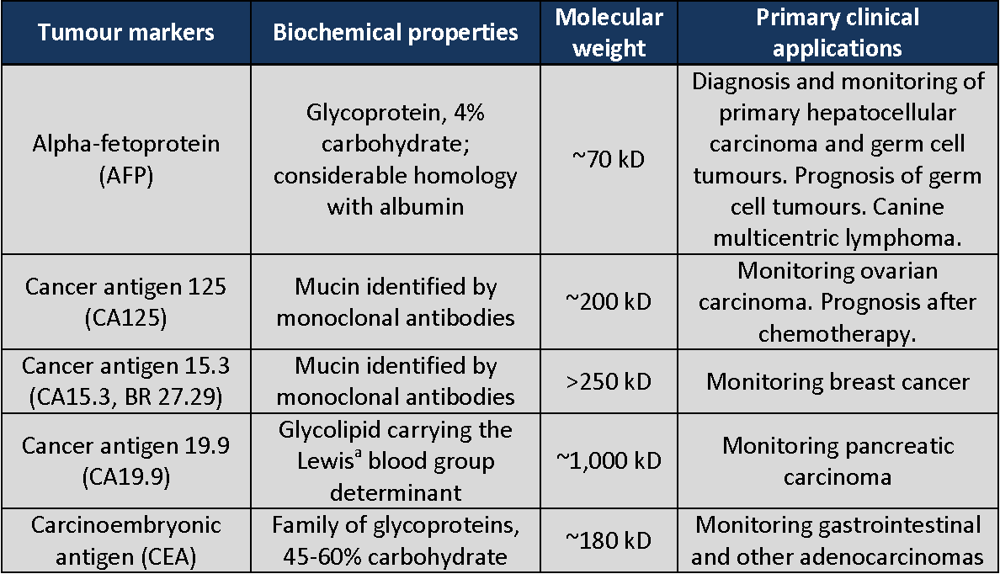 Tumour markers
Biochemical properties
Molecular
weight
Primary clinical
applications
Alpha-fetoprotein
(AFP)
Glycoprotein, 4%
carbohydrate;
considerable homology
with albumin
~70 kD
Diagnosis and monitoring of
primary hepatocellular
carcinoma and germ cell
tumours. Prognosis of germ
cell tumours. Canine
multicentric lymphoma.
Cancer antigen 125
(CA125)
Mucin identified by
monoclonal antibodies
~200 kD
Monitoring ovarian
carcinoma. Prognosis after
chemotherapy.
Cancer antigen 15.3
(CA15.3, BR 27.29)
Mucin identified by
monoclonal antibodies
>250 kD
Monitoring breast cancer
Cancer antigen 19.9
(CA19.9)
Glycolipid carrying the
Lewisᵃ blood group
determinant
~1,000 kD
Monitoring pancreatic
carcinoma
Carcinoembryonic
antigen (CEA)
Family of glycoproteins,
45-60% carbohydrate
~180 kD
Monitoring gastrointestinal
and other adenocarcinomas